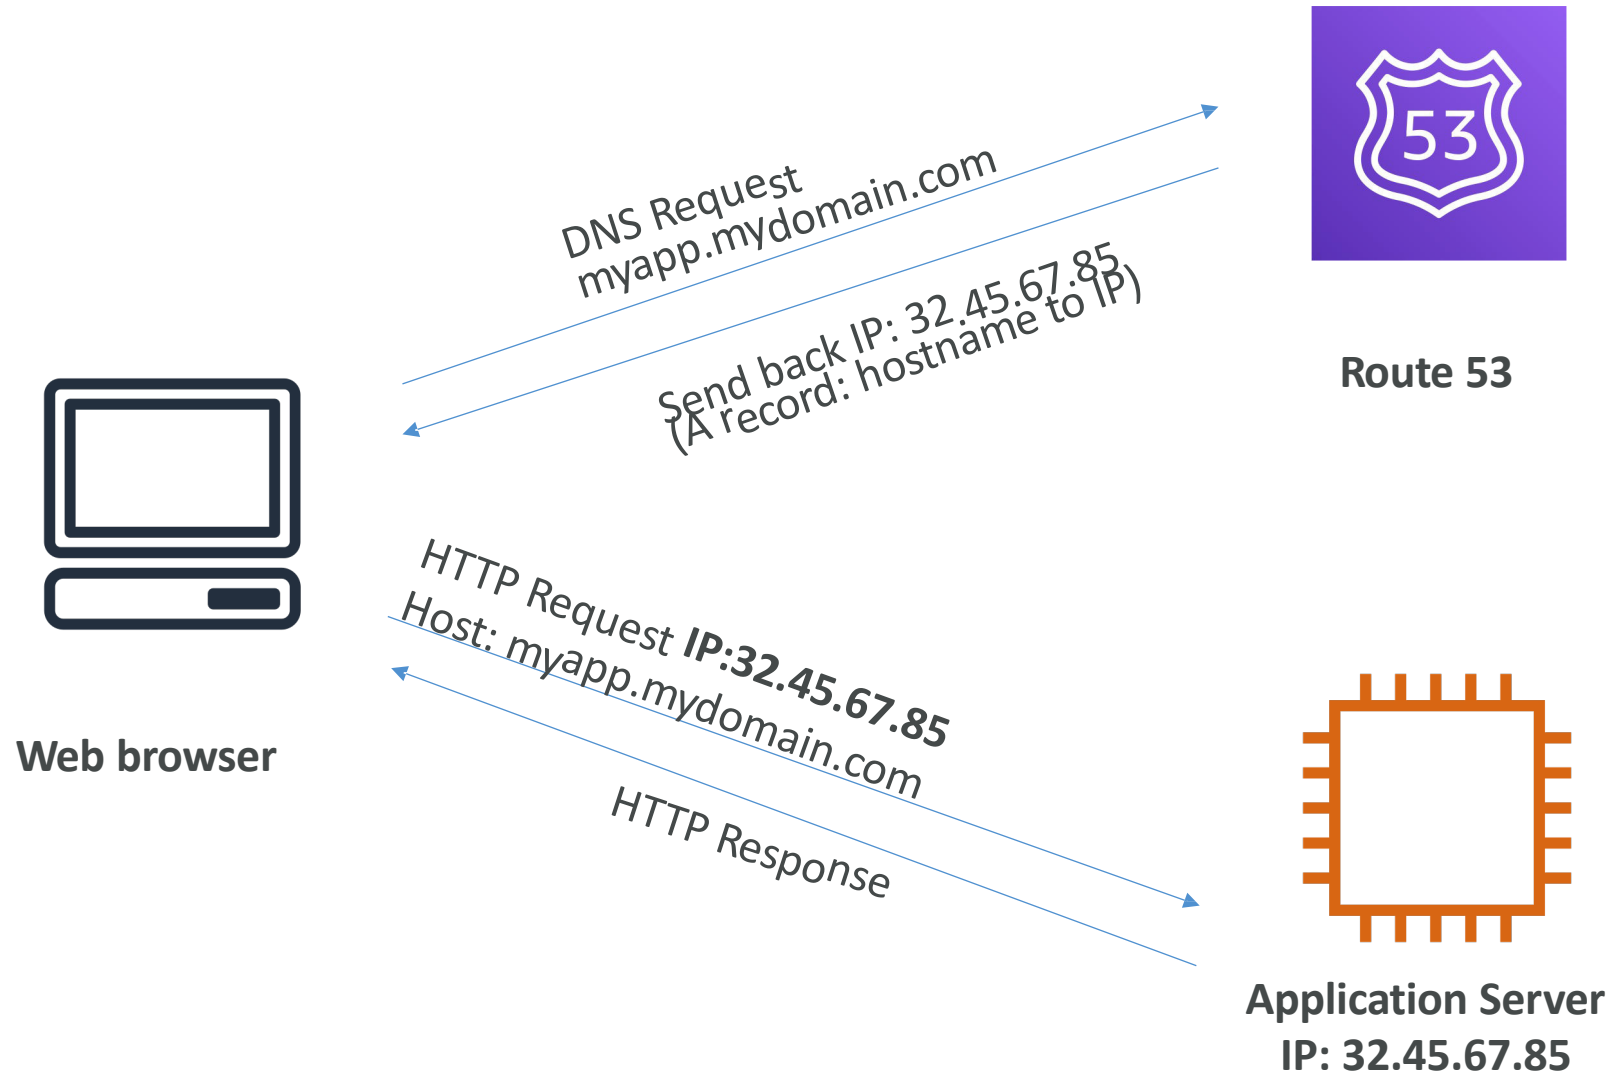 53
DNS Request
myapp.mydomain.com
Send back IP: 32.45.67.85
(A record: hostname to IP)
Route 53
HTTP Request IP:32.45.67.85
Host: myapp.mydomain.com
Web browser
HTTP Response
Application Server
IP: 32.45.67.85